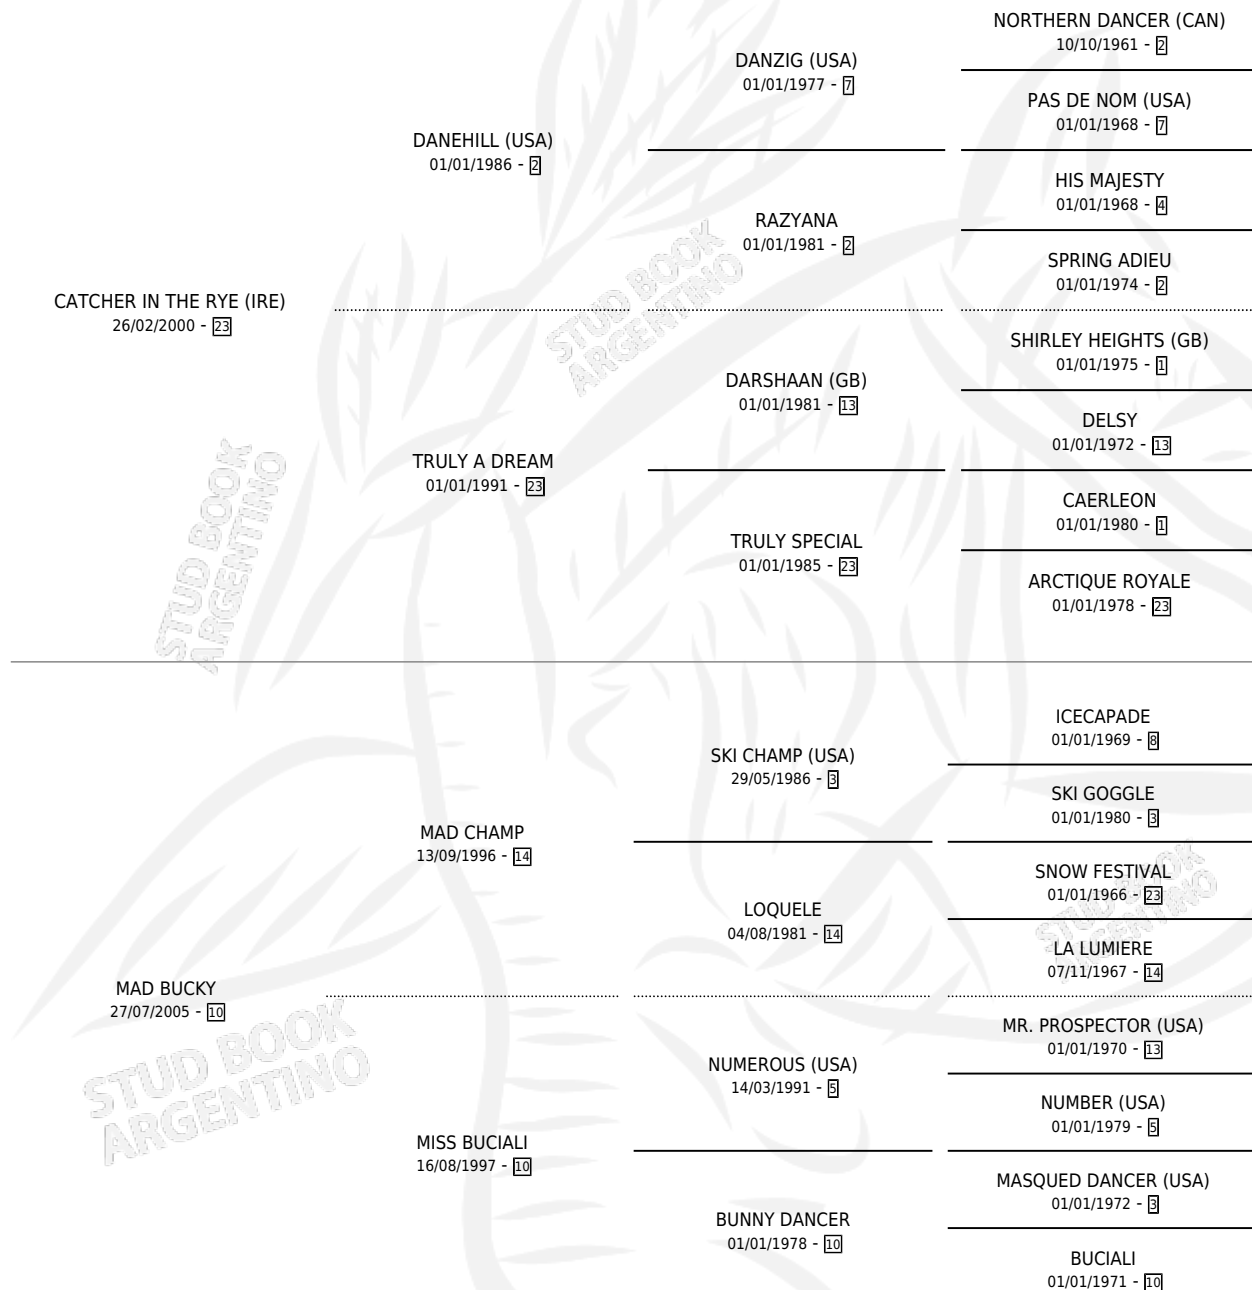 NORTHERN DANCER (CAN)
10/10/1961 - 2
DANZIG (USA)
01/01/1977 - 7
PAS DE NOM (USA)
01/01/1968 - 7
DANEHILL (USA)
01/01/1986 - 2
HIS MAJESTY
01/01/1968 - 4
RAZYANA
01/01/1981 - 2
SPRING ADIEU
01/01/1974 - 2
CATCHER IN THE RYE (IRE)
26/02/2000 - 23
SHIRLEY HEIGHTS (GB)
01/01/1975 - 1
DARSHAAN (GB)
01/01/1981 - 13
DELSY
01/01/1972 - 13
TRULY A DREAM
01/01/1991 - 23
CAERLEON
01/01/1980 - 1
TRULY SPECIAL
01/01/1985 - 23
ARCTIQUE ROYALE
01/01/1978 - 23
ICECAPADE
01/01/1969 - 8
SKI CHAMP (USA)
29/05/1986 - 3
SKI GOGGLE
01/01/1980 - 3
MAD CHAMP
13/09/1996 - 14
SNOW FESTIVAL
01/01/1966 - 23
LOQUELE
04/08/1981 - 14
LA LUMIERE
07/11/1967 - 14
MAD BUCKY
27/07/2005 - 10
MR. PROSPECTOR (USA)
01/01/1970 - 13
NUMEROUS (USA)
14/03/1991 - 5
NUMBER (USA)
01/01/1979 - 5
MISS BUCIALI
16/08/1997 - 10
MASQUED DANCER (USA)
01/01/1972 - 3
BUNNY DANCER
01/01/1978 - 10
BUCIALI
01/01/1971 - 10
STUD BOOK
ARGENTINO
STUD BOOK
ARGENTINO
STUD BOOK
ARGENTINO
STUD BOOK
ARGENTINO